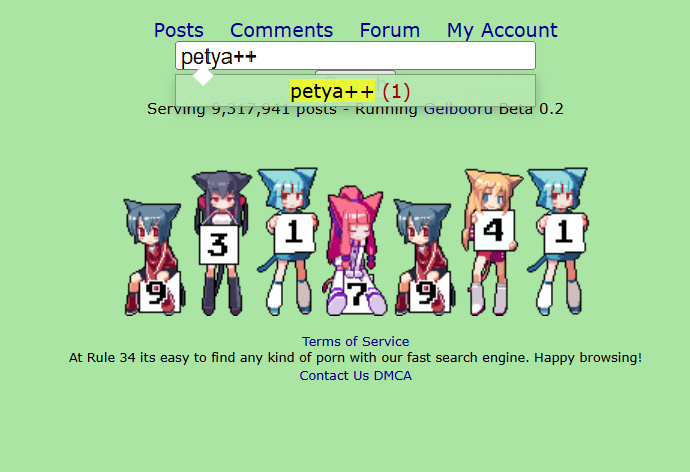 Posts Comments Forum My Account
petya++
petya++ (1)
Serving 9,317,941 posts - Running Gelbooru Beta 0.2
9 3 1 7 9 4 1
Terms of Service
At Rule 34 its easy to find any kind of porn with our fast search engine. Happy browsing!
Contact Us DMCA